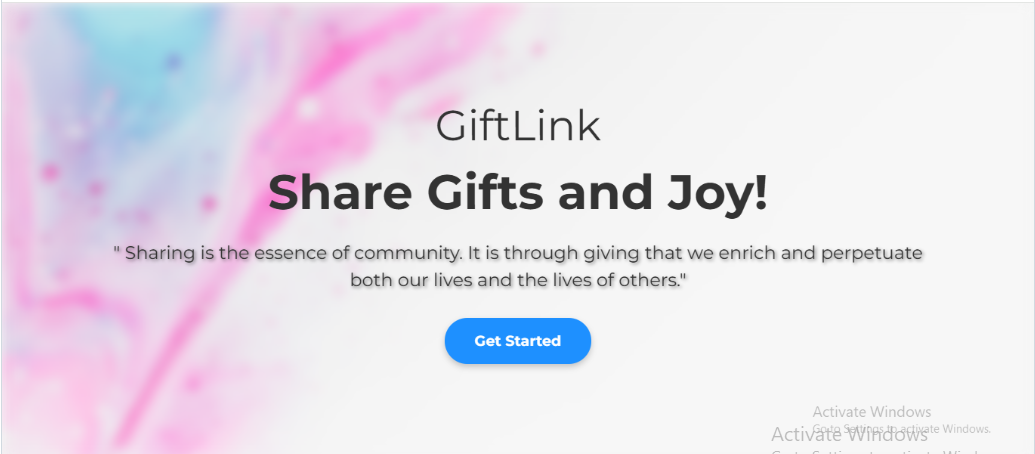 GiftLink
Share Gifts and Joy!
" Sharing is the essence of community. It is through giving that we enrich and perpetuate
both our lives and the lives of others."
Get Started
Activate Windows
Go to Settings to activate Windows.
Activate Windows